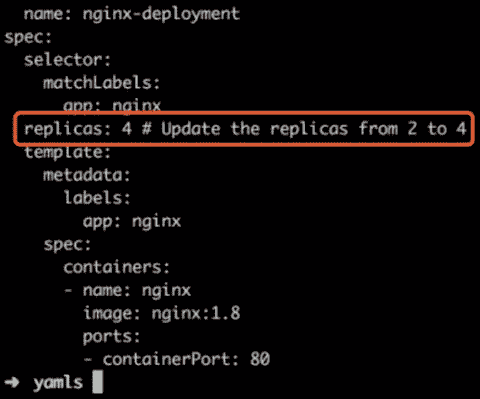 name: nginx-deployment
spec:
selector:
matchLabels:
app: nginx
replicas: 4 # Update the replicas from 2 to 4
template:
metadata:
labels:
app: nginx
spec:
containers:
- name: nginx
image: nginx:1.8
ports:
- containerPort: 80
➜ yamls